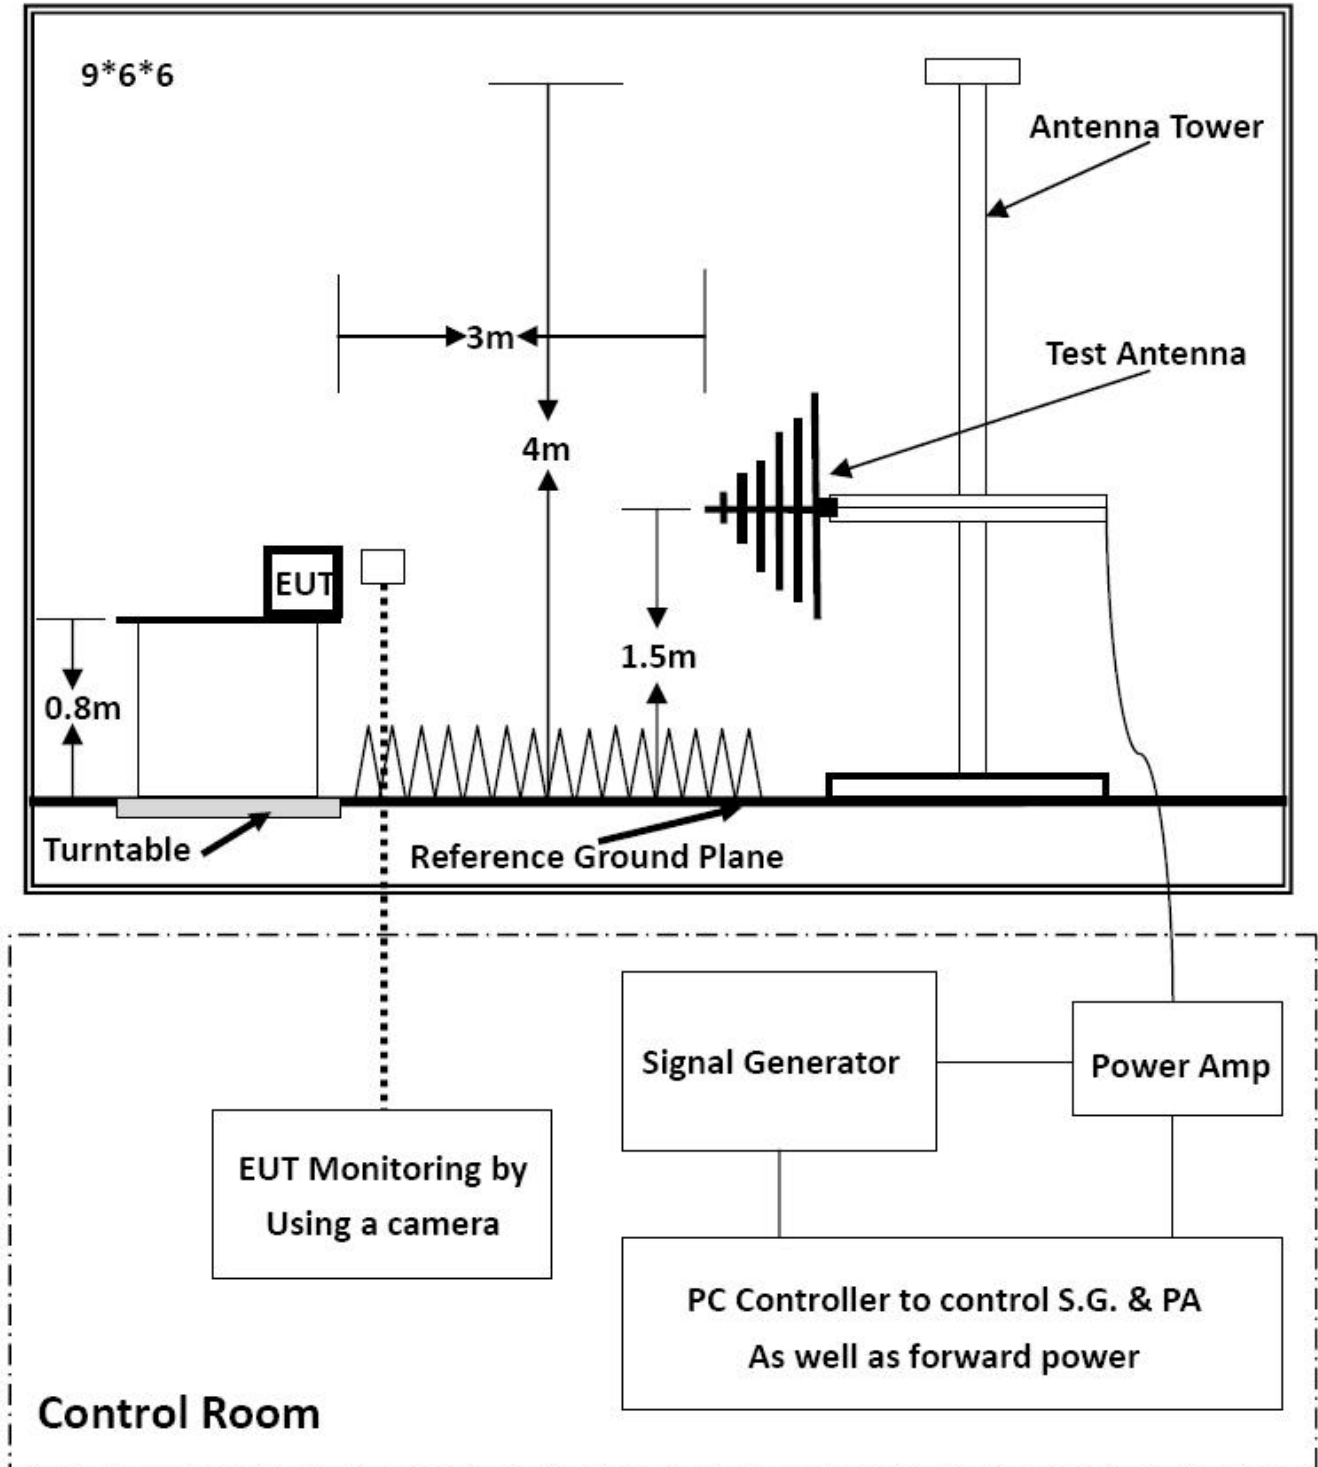 9*6*6
Antenna Tower
3m
Test Antenna
4m
EUT
1.5m
0.8m
Turntable
Reference Ground Plane
Signal Generator
Power Amp
EUT Monitoring by
Using a camera
PC Controller to control S.G. & PA
As well as forward power
Control Room